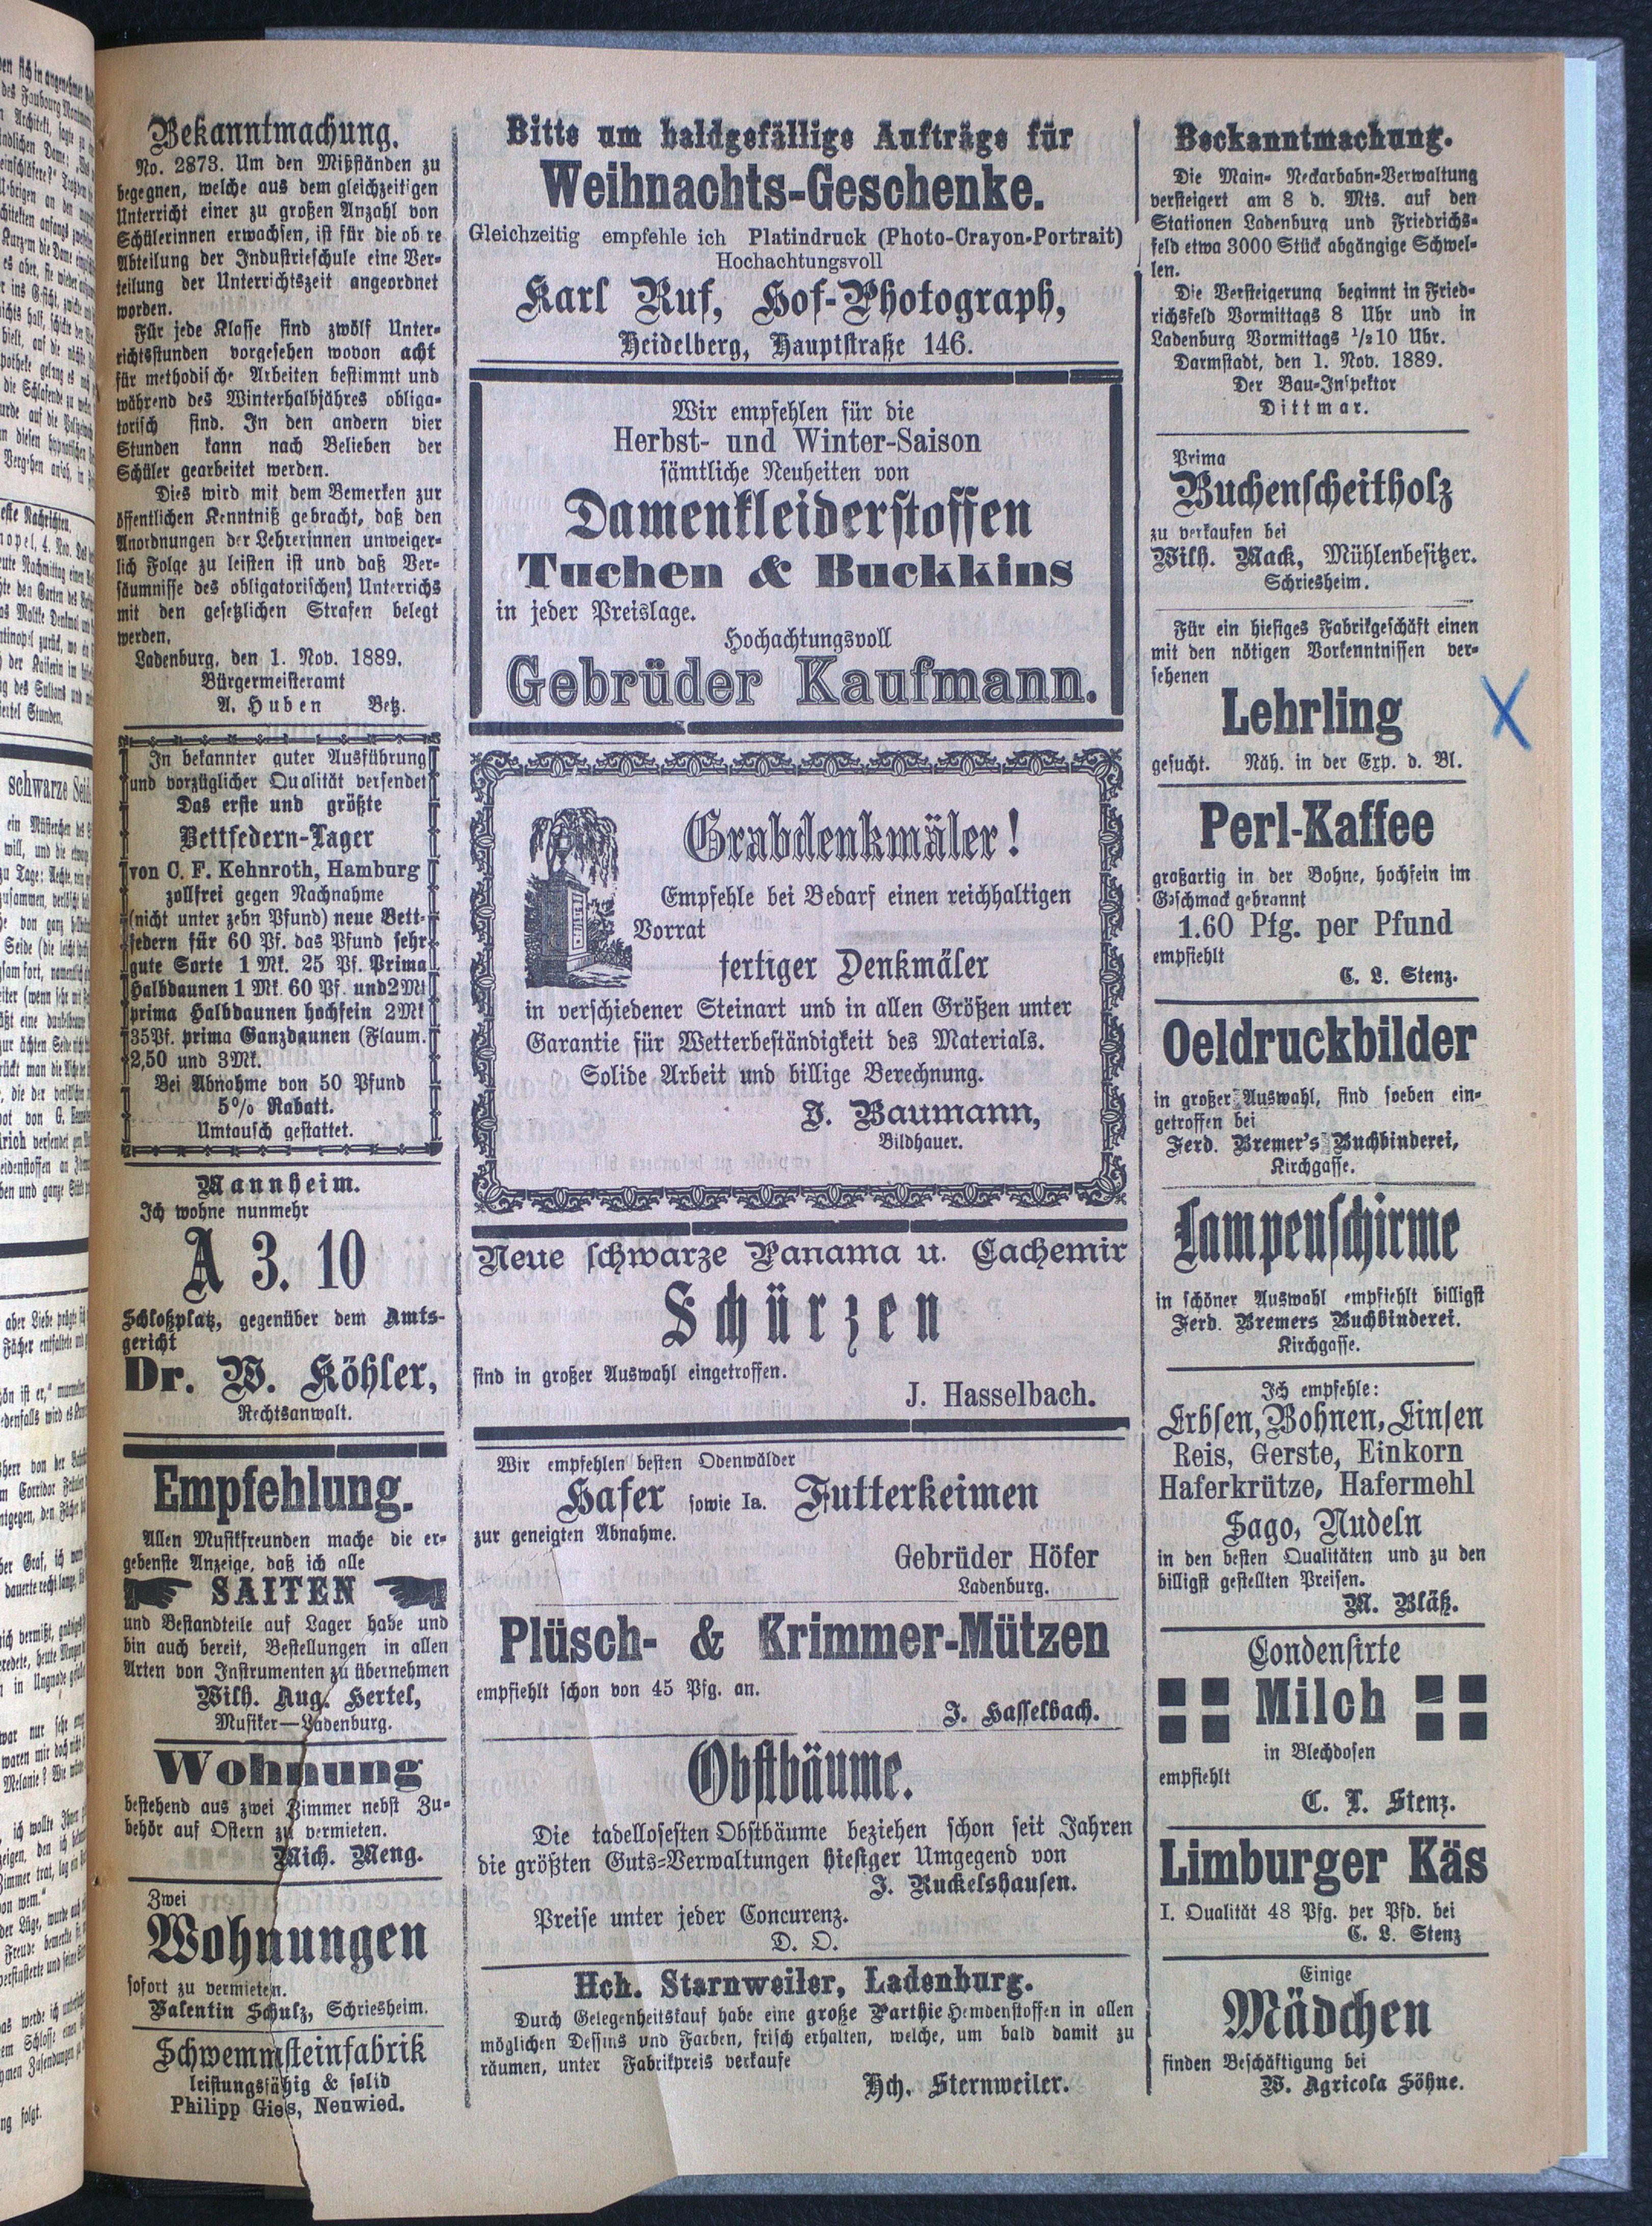 Bekanntmachung.
No. 2873. Um den Mißständen zu
begegnen, welche aus dem gleichzeitigen
Unterricht einer zu großen Anzahl von
Schülerinnen erwachsen, ist für die ob re
Abteilung der Industrieschule eine Ver-
teilung der Unterrichtszeit angeordnet
worden.
Für jede Klasse sind zwölf Unter-
richtsstunden vorgesehen wovon acht
für methodische Arbeiten bestimmt und
während des Winterhalbjahres obliga-
torisch sind. In den andern vier
Stunden kann nach Belieben der
Schüler gearbeitet werden.
Dies wird mit dem Bemerken zur
öffentlichen Kenntniß gebracht, daß den
Anordnungen der Lehrerinnen unweiger-
lich Folge zu leisten ist und daß Ver-
säumnisse des obligatorischen Unterrichs
mit den gesetzlichen Strafen belegt
werden.
Ladenburg, den 1. Nov. 1889.
Bürgermeisteramt
A. Huben Betz.
In bekannter guter Ausführung
und vorzüglicher Qualität versendet
Das erste und größte
Bettfedern-Lager
von C. F. Kehnroth, Hamburg
zollfrei gegen Nachnahme
(nicht unter zehn Pfund) neue Bett-
federn für 60 Pf. das Pfund sehr
gute Sorte 1 Mk. 25 Pf. Prima
Halbdaunen 1 Mk. 60 Pf. und 2 Mk
prima Halbdaunen hochfein 2 Mk
35 Pf. prima Ganzdaunen (Flaum.
2,50 und 3 Mk.
Bei Abnahme von 50 Pfund
5% Rabatt.
Umtausch gestattet.
Mannheim.
Ich wohne nunmehr
A 3. 10
Schloßplatz, gegenüber dem Amts-
gericht
Dr. W. Köhler,
Rechtsanwalt.
Empfehlung.
Allen Musikfreunden mache die er-
gebenste Anzeige, daß ich alle
SAITEN
und Bestandteile auf Lager habe und
bin auch bereit, Bestellungen in allen
Arten von Instrumenten zu übernehmen
Wilh. Aug. Hertel,
Musiker—Ladenburg.
Wohnung
bestehend aus zwei Zimmer nebst Zu-
behör auf Ostern zu vermieten.
Mich. Meng.
Zwei
Wohnungen
sofort zu vermieten.
Valentin Schulz, Schriesheim.
Schwemmsteinfabrik
leistungsfähig & solid
Philipp Gies, Neuwied.
Bitte um baldgefällige Aufträge für
Weihnachts-Geschenke.
Gleichzeitig empfehle ich Platindruck (Photo-Crayon-Portrait)
Hochachtungsvoll
Karl Ruf, Hof-Photograph,
Heidelberg, Hauptstraße 146.
Wir empfehlen für die
Herbst- und Winter-Saison
sämtliche Neuheiten von
Damenkleiderstoffen
Tuchen & Buckkins
in jeder Preislage.
Hochachtungsvoll
Gebrüder Kaufmann.
Grabdenkmäler!
Empfehle bei Bedarf einen reichhaltigen
Vorrat
fertiger Denkmäler
in verschiedener Steinart und in allen Größen unter
Garantie für Wetterbeständigkeit des Materials.
Solide Arbeit und billige Berechnung.
J. Baumann,
Bildhauer.
Neue schwarze Panama u. Cachemir
Schürzen
sind in großer Auswahl eingetroffen.
J. Hasselbach.
Wir empfehlen besten Odenwälder
Hafer sowie Ia. Futterkeimen
zur geneigten Abnahme.
Gebrüder Höfer
Ladenburg.
Plüsch- & Krimmer-Mützen
empfiehlt schon von 45 Pfg. an.
J. Hasselbach.
Obstbäume.
Die tadellosesten Obstbäume beziehen schon seit Jahren
die größten Guts-Verwaltungen hiesiger Umgegend von
J. Ruckelshausen.
Preise unter jeder Concurenz.
D. O.
Hch. Starnweiler, Ladenburg.
Durch Gelegenheitskauf habe eine große Parthie Hemdenstoffen in allen
möglichen Dessins und Farben, frisch erhalten, welche, um bald damit zu
räumen, unter Fabrikpreis verkaufe
Hch. Sternweiler.
Beckanntmachung.
Die Main- Neckarbahn-Verwaltung
versteigert am 8 d. Mts. auf den
Stationen Ladenburg und Friedrichs-
feld etwa 3000 Stück abgängige Schwel-
len.
Die Versteigerung beginnt in Fried-
richsfeld Vormittags 8 Uhr und in
Ladenburg Vormittags 1/2 10 Uhr.
Darmstadt, den 1. Nov. 1889.
Der Bau-Inspektor
Dittmar.
Prima
Buchenscheitholz
zu verkaufen bei
Wilh. Mack, Mühlenbesitzer.
Schriesheim.
Für ein hiesiges Fabrikgeschäft einen
mit den nötigen Vorkenntnissen ver-
sehenen
Lehrling
gesucht. Näh. in der Exp. d. Bl.
Perl-Kaffee
großartig in der Bohne, hochfein im
Geschmack gebrannt
1.60 Pfg. per Pfund
empfiehlt
C. L. Stenz.
Oeldruckbilder
in großer Auswahl, sind soeben ein-
getroffen bei
Ferd. Bremer's Buchbinderei,
Kirchgasse.
Lampenschirme
in schöner Auswahl empfiehlt billigst
Ferd. Bremers Buchbinderei.
Kirchgasse.
Ich empfehle:
Erbsen, Bohnen, Linsen
Reis, Gerste, Einkorn
Haferkrütze, Hafermehl
Sago, Nudeln
in den besten Qualitäten und zu den
billigst gestellten Preisen.
M. Bläß.
Condensirte
Milch
in Blechdosen
empfiehlt
C. L. Stenz.
Limburger Käs
I. Qualität 48 Pfg. per Pfd. bei
C. L. Stenz
Einige
Mädchen
finden Beschäftigung bei
W. Agricola Söhne.